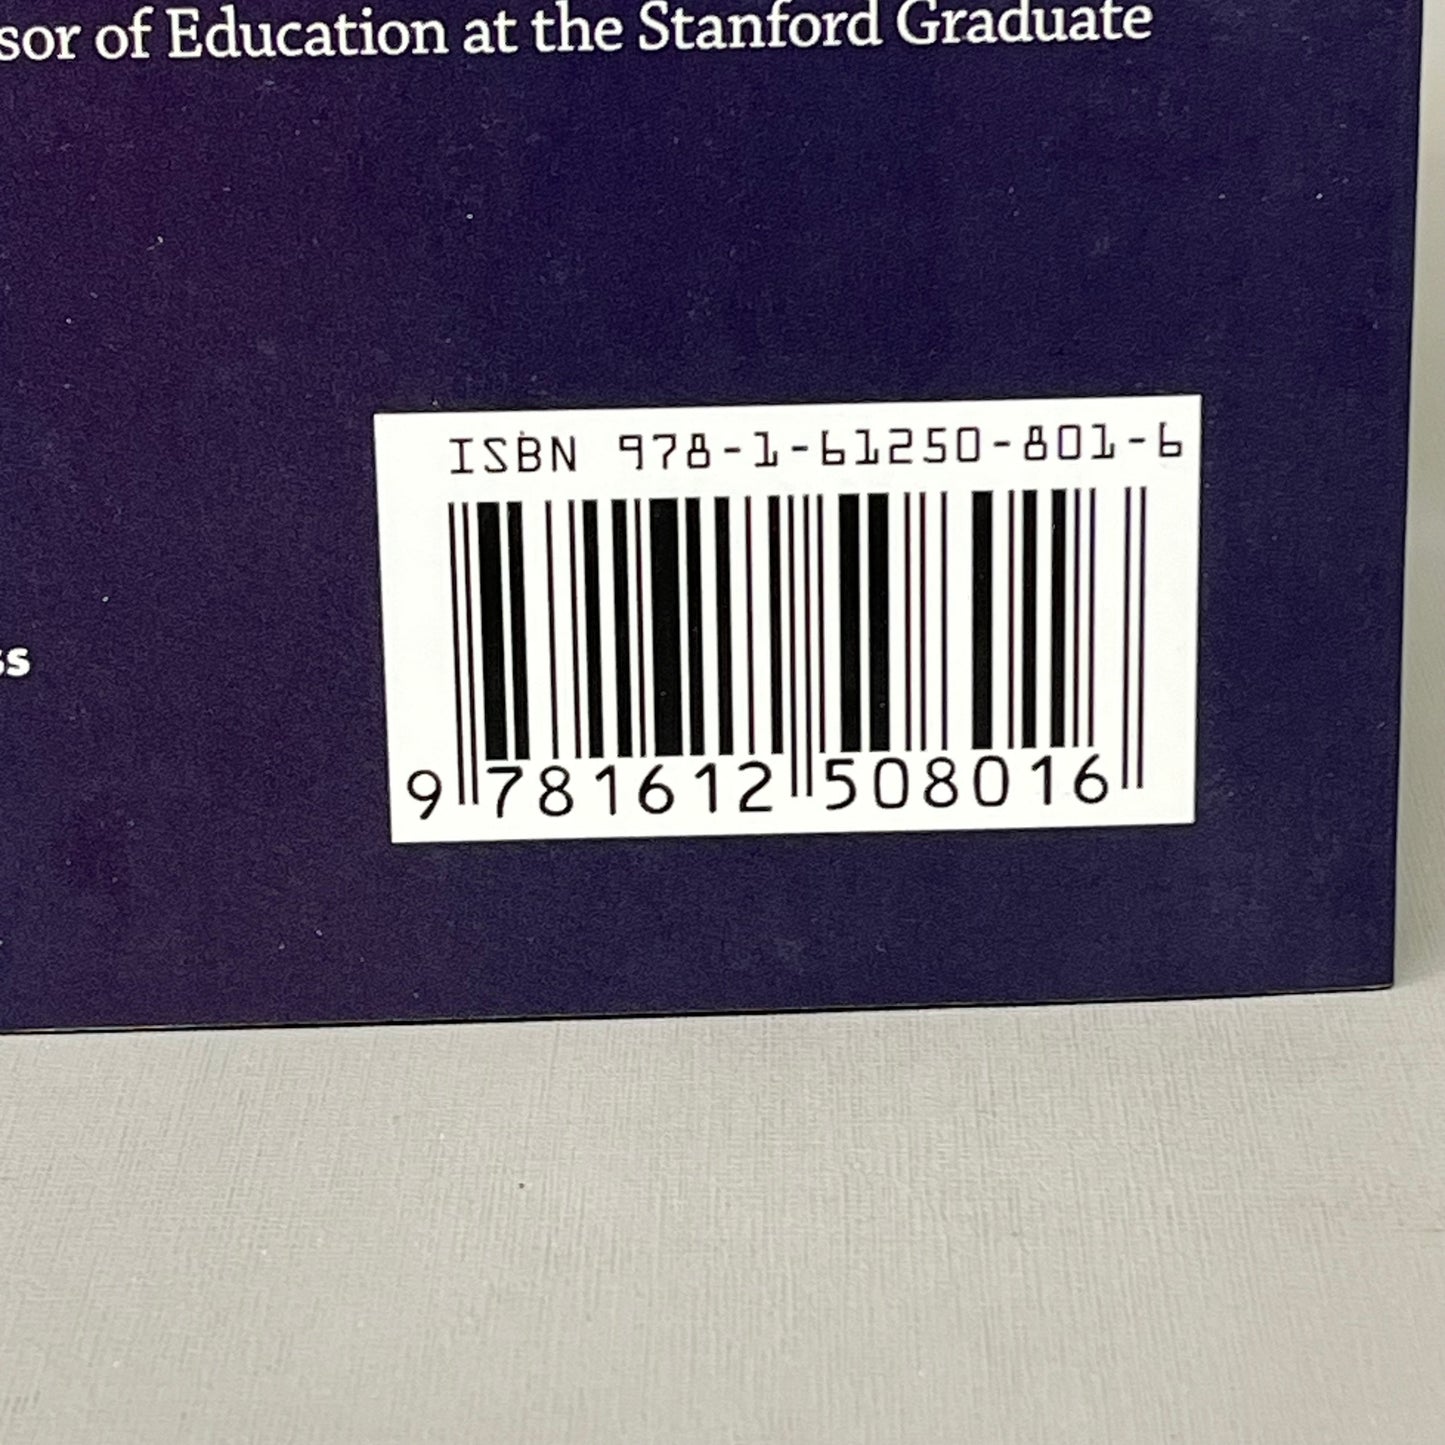 sor of Education at the Stanford Graduate
ISBN 978-1-61250-801-6
ss
9 781612 508016